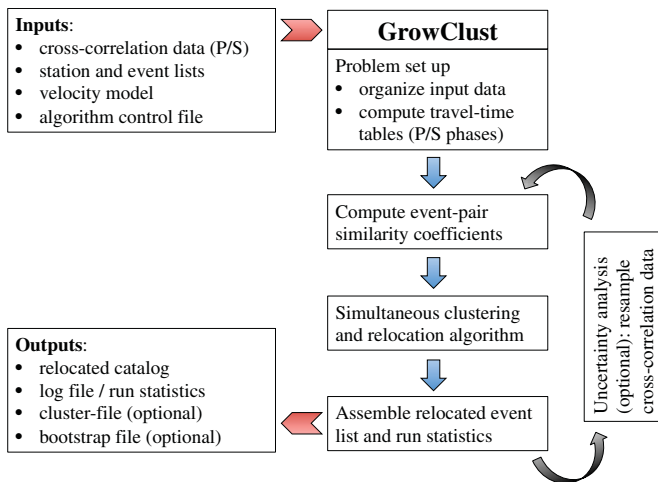 Inputs:
• cross-correlation data (P/S)
• station and event lists
• velocity model
• algorithm control file
GrowClust
Problem set up
• organize input data
• compute travel-time
tables (P/S phases)
Compute event-pair
similarity coefficients
Simultaneous clustering
and relocation algorithm
Assemble relocated event
list and run statistics
Uncertainty analysis
(optional): resample
cross-correlation data
Outputs:
• relocated catalog
• log file / run statistics
• cluster-file (optional)
• bootstrap file (optional)